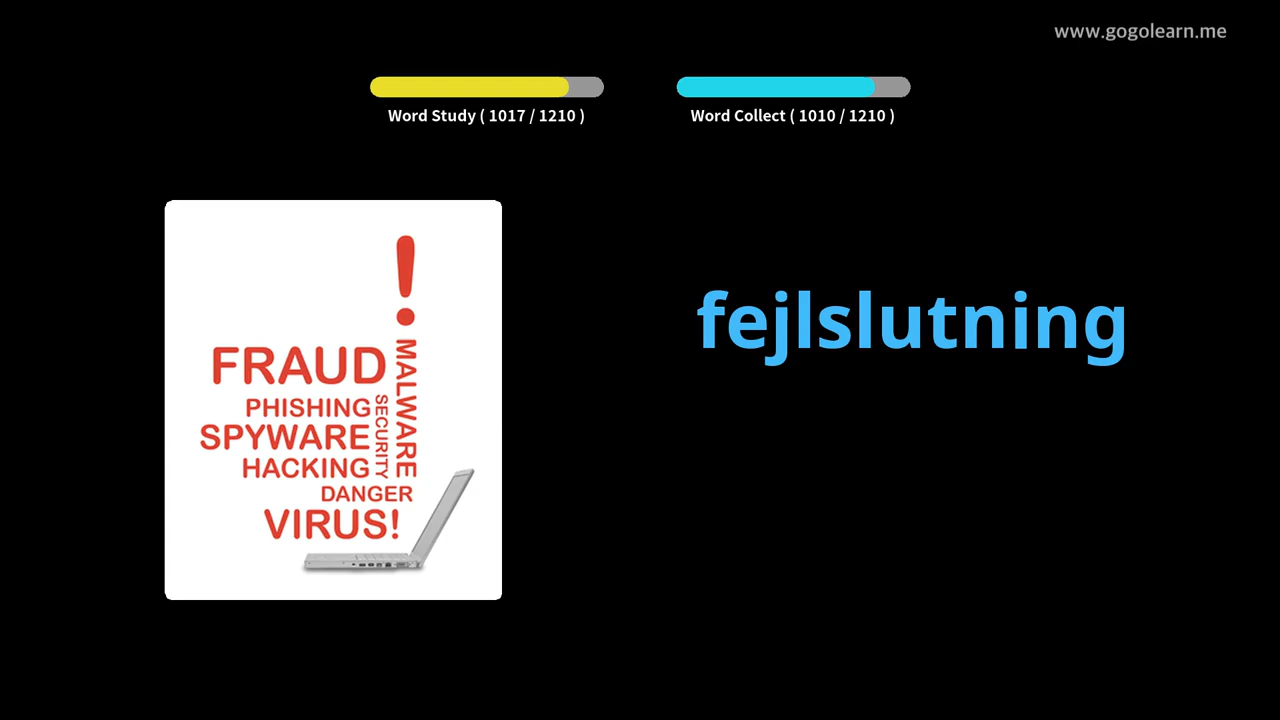 www.gogolearn.me
Word Study ( 1017 / 1210 )
Word Collect ( 1010 / 1210 )
!
FRAUD
MALWARE
PHISHING
SECURITY
SPYWARE
HACKING
DANGER
VIRUS!
fejlslutning